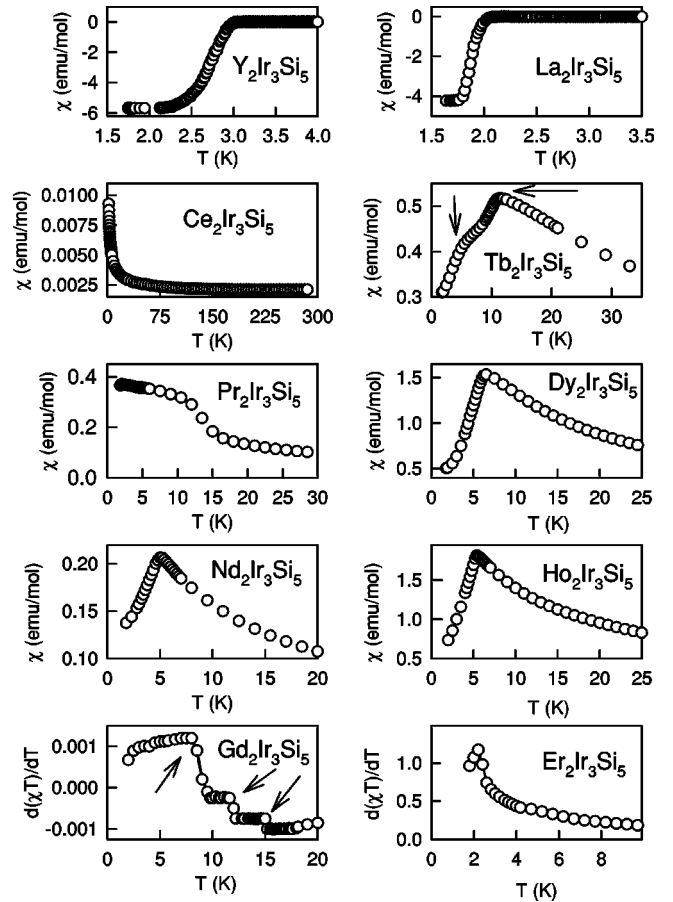 χ (emu/mol)
0
-2
-4
-6
Y2Ir3Si5
1.5 2.0 2.5 3.0 3.5 4.0
T (K)
χ (emu/mol)
0
-2
-4
La2Ir3Si5
1.5 2.0 2.5 3.0 3.5
T (K)
χ (emu/mol)
0.0100
0.0075
0.0050
0.0025
Ce2Ir3Si5
0 75 150 225 300
T (K)
χ (emu/mol)
0.5
0.4
0.3
Tb2Ir3Si5
0 10 20 30
T (K)
χ (emu/mol)
0.4
0.2
0.0
Pr2Ir3Si5
0 5 10 15 20 25 30
T (K)
χ (emu/mol)
1.5
1.0
0.5
Dy2Ir3Si5
0 5 10 15 20 25
T (K)
χ (emu/mol)
0.20
0.15
0.10
Nd2Ir3Si5
0 5 10 15 20
T (K)
χ (emu/mol)
1.5
1.0
0.5
Ho2Ir3Si5
0 5 10 15 20 25
T (K)
d(χT)/dT
0.001
0.000
-0.001
Gd2Ir3Si5
0 5 10 15 20
T (K)
d(χT)/dT
1.0
0.5
0.0
Er2Ir3Si5
0 2 4 6 8
T (K)